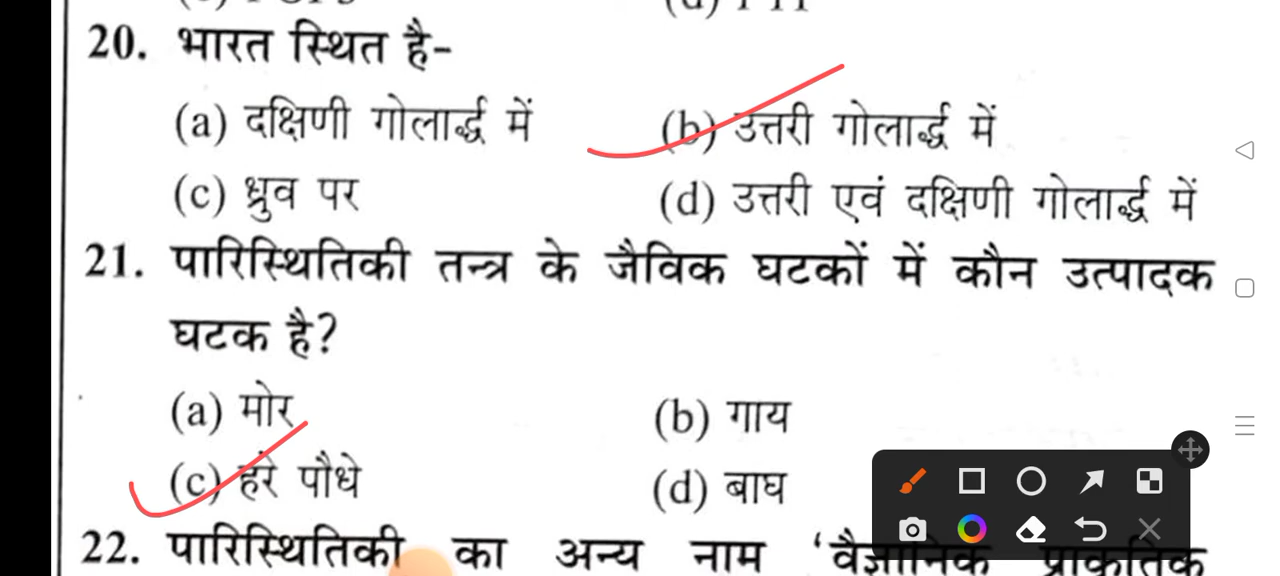 20. भारत स्थित है-
(a) दक्षिणी गोलार्द्ध में (b) उत्तरी गोलार्द्ध में
(c) ध्रुव पर (d) उत्तरी एवं दक्षिणी गोलार्द्ध में
21. पारिस्थितिकी तन्त्र के जैविक घटकों में कौन उत्पादक
घटक है?
(a) मोर (b) गाय
(c) हरे पौधे (d) बाघ
22. पारिस्थितिकी का अन्य नाम 'वैज्ञानिक प्राकृतिक